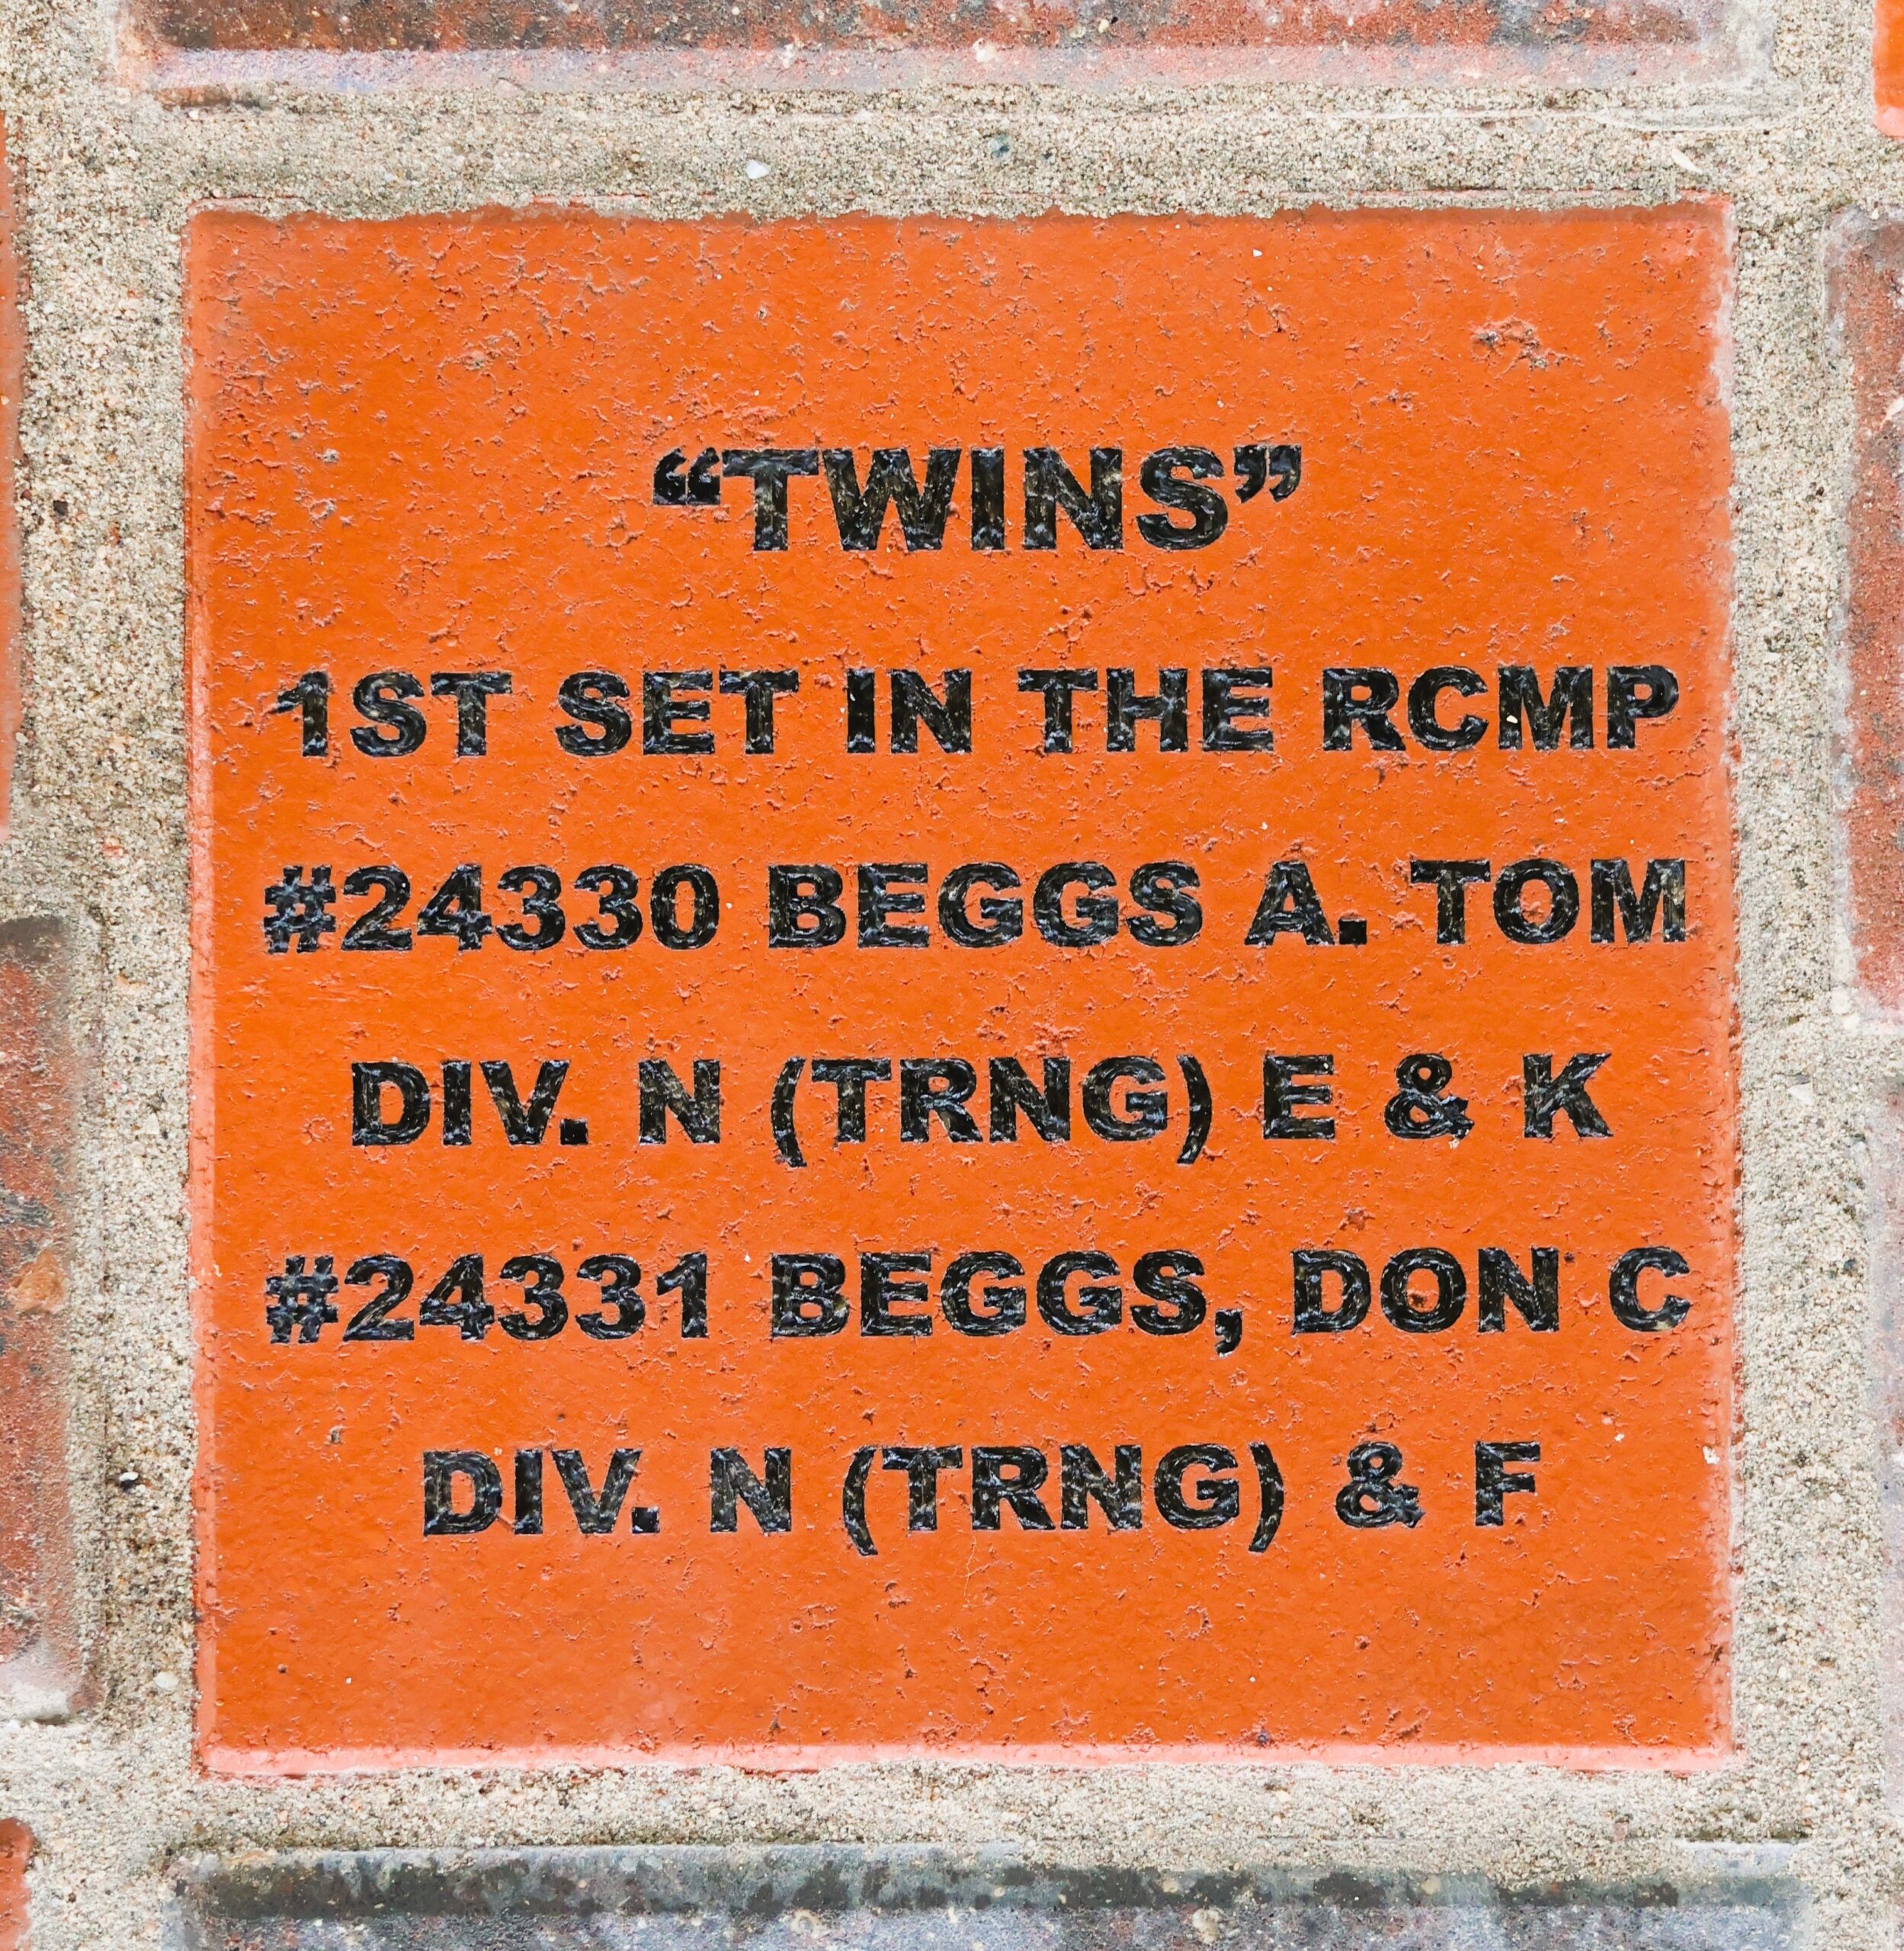 “TWINS”
1ST SET IN THE RCMP
#24330 BEGGS A. TOM
DIV. N (TRNG) E & K
#24331 BEGGS, DON C
DIV. N (TRNG) & F